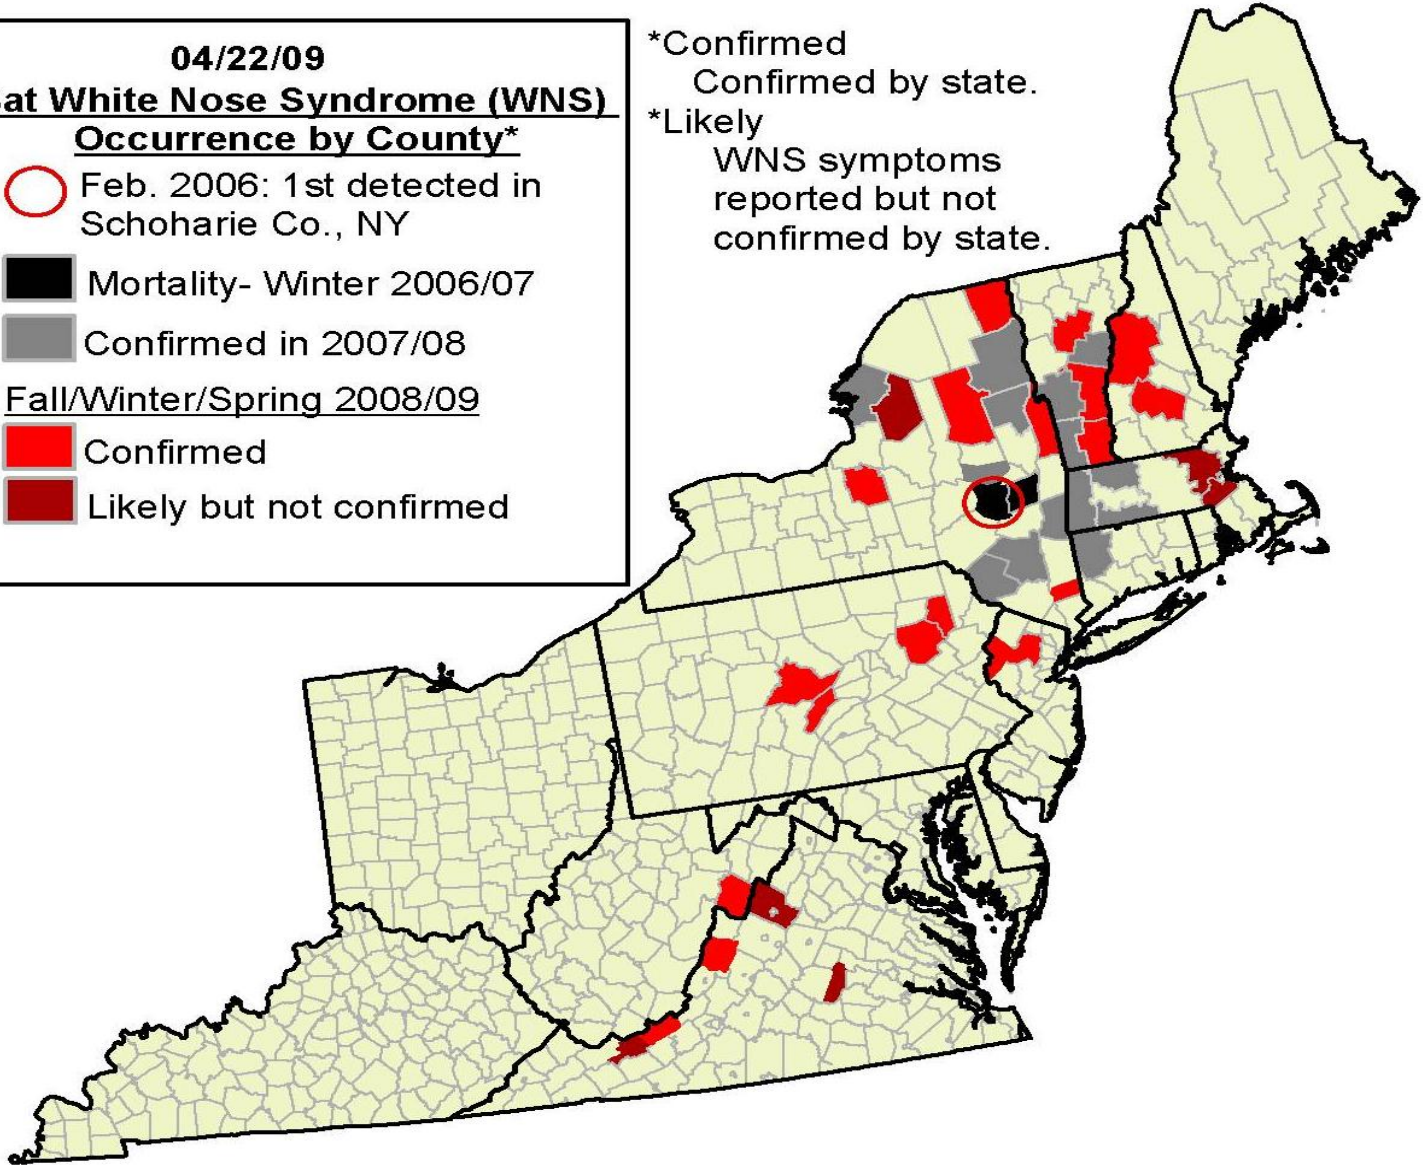 04/22/09
at White Nose Syndrome (WNS)
Occurrence by County*
Feb. 2006: 1st detected in
Schoharie Co., NY
Mortality- Winter 2006/07
Confirmed in 2007/08
Fall/Winter/Spring 2008/09
Confirmed
Likely but not confirmed
*Confirmed
Confirmed by state.
*Likely
WNS symptoms
reported but not
confirmed by state.